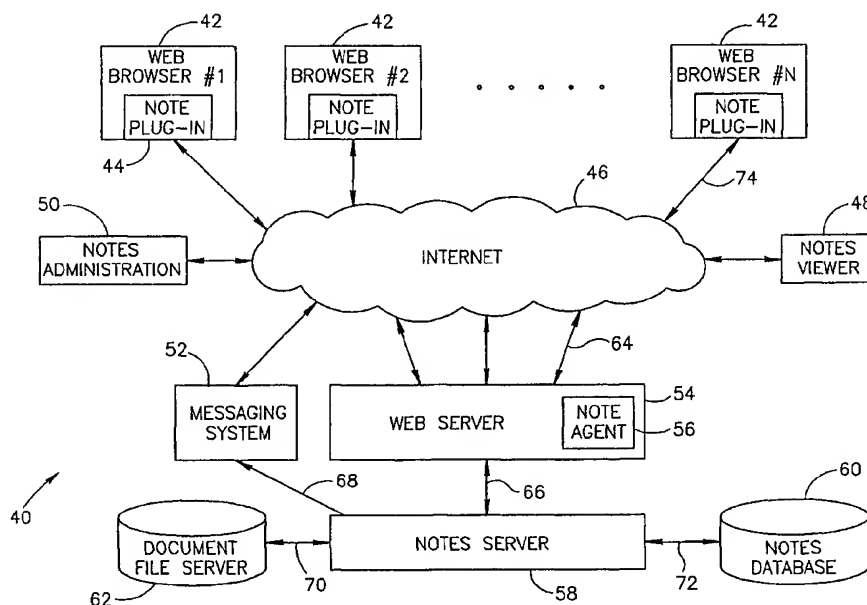 42
42
42
WEB
BROWSER #1
WEB
BROWSER #2
WEB
BROWSER #N
NOTE
PLUG-IN
NOTE
PLUG-IN
NOTE
PLUG-IN
44
74
46
50
48
NOTES
ADMINISTRATION
INTERNET
NOTES
VIEWER
64
52
54
MESSAGING
SYSTEM
WEB SERVER
NOTE
AGENT
56
68
66
60
40
DOCUMENT
FILE SERVER
NOTES SERVER
NOTES
DATABASE
62
70
58
72